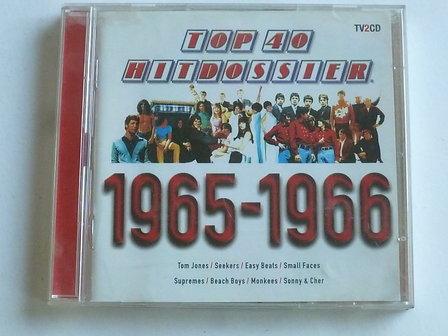 TV2CD
TOP 40
HITDOSSIER
1965-1966
Tom Jones / Seekers / Easy Beats / Small Faces
Supremes / Beach Boys / Monkees / Sonny & Cher